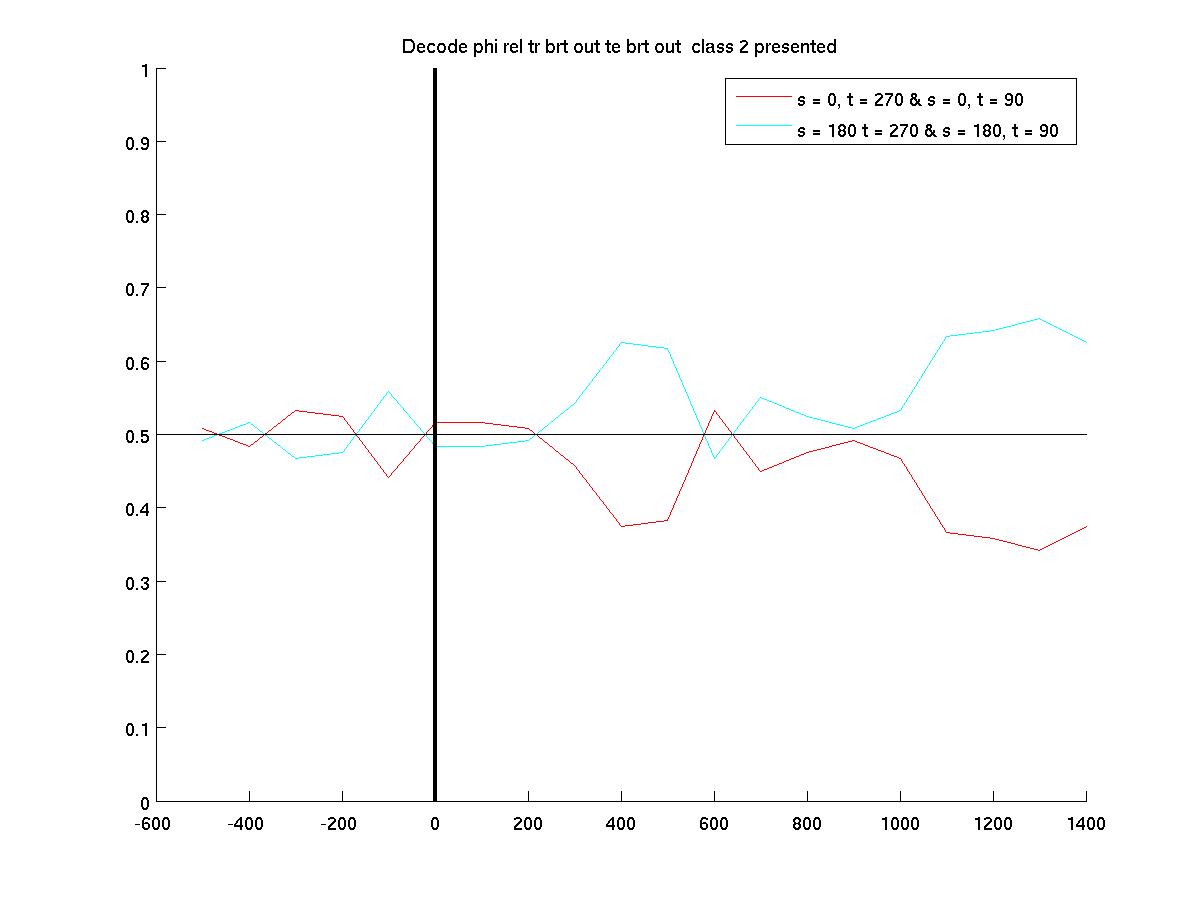 Decode phi rel tr brt out te brt out  class 2 presented
s = 0, t = 270 & s = 0, t = 90
s = 180 t = 270 & s = 180, t = 90
1
0.9
0.8
0.7
0.6
0.5
0.4
0.3
0.2
0.1
0
-600 -400 -200 0 200 400 600 800 1000 1200 1400